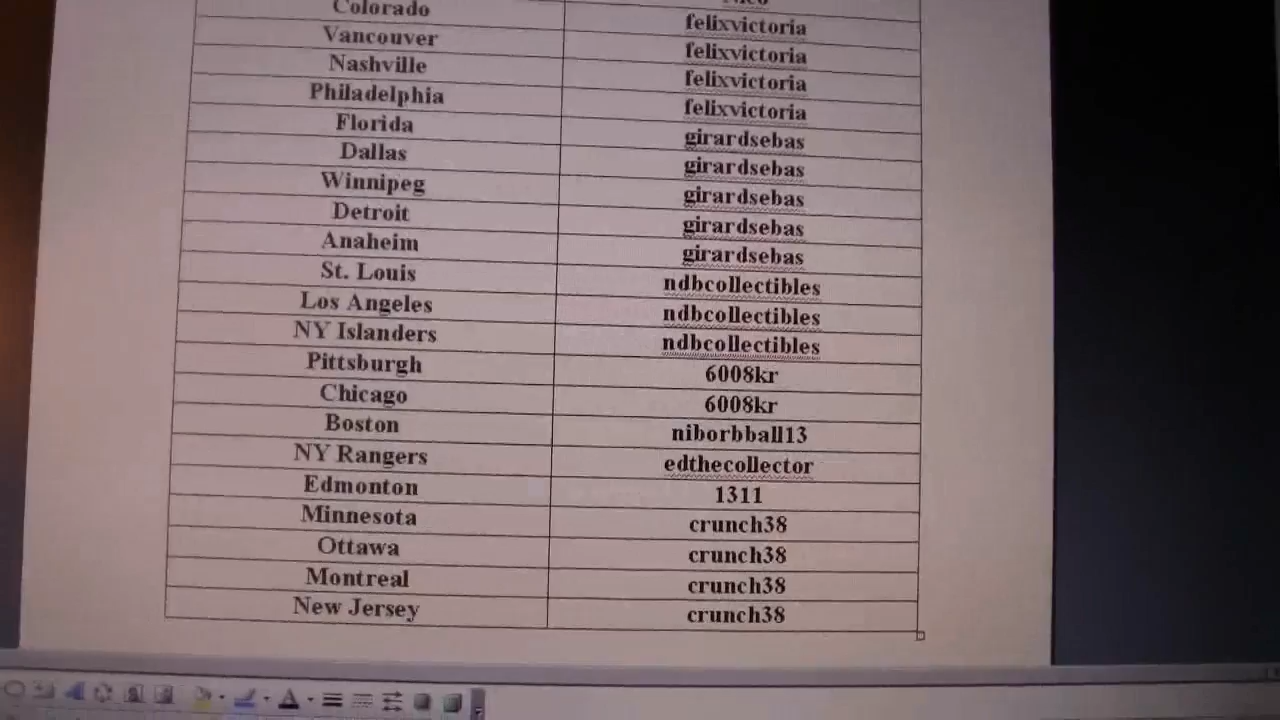 Colorado felixvictoria
Vancouver felixvictoria
Nashville felixvictoria
Philadelphia felixvictoria
Florida girardsebas
Dallas girardsebas
Winnipeg girardsebas
Detroit girardsebas
Anaheim girardsebas
St. Louis ndbcollectibles
Los Angeles ndbcollectibles
NY Islanders ndbcollectibles
Pittsburgh 6008kr
Chicago 6008kr
Boston niborbball13
NY Rangers edthecollector
Edmonton 1311
Minnesota crunch38
Ottawa crunch38
Montreal crunch38
New Jersey crunch38